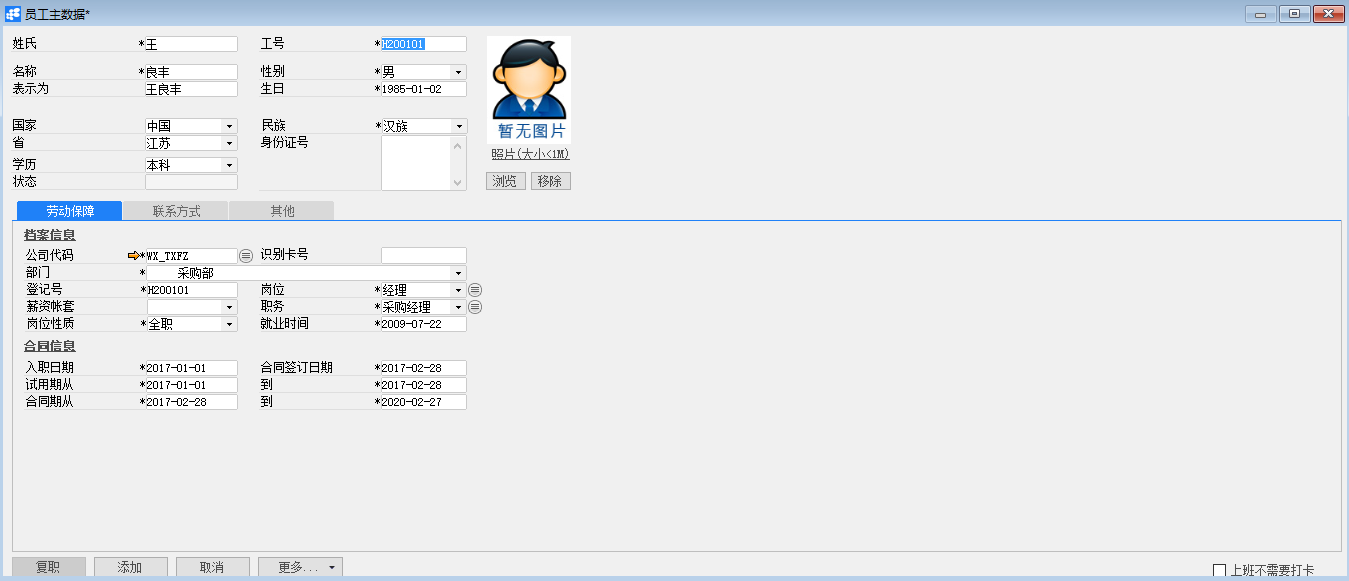 员工主数据*
姓氏 *王 工号 *H200101
名称 *良丰 性别 *男
表示为 王良丰 生日 *1985-01-02
暂无图片
国家 中国 民族 *汉族
省 江苏 身份证号
照片(大小<1M)
学历 本科
状态
浏览 移除
劳动保障 联系方式 其他
档案信息
公司代码 *WX_TXFZ 识别卡号
部门 * 采购部
登记号 *H200101 岗位 *经理
薪资帐套 职务 *采购经理
岗位性质 *全职 就业时间 *2009-07-22
合同信息
入职日期 *2017-01-01 合同签订日期 *2017-02-28
试用期从 *2017-01-01 到 *2017-02-28
合同期从 *2017-02-28 到 *2020-02-27
复职 添加 取消 更多... 上班不需要打卡